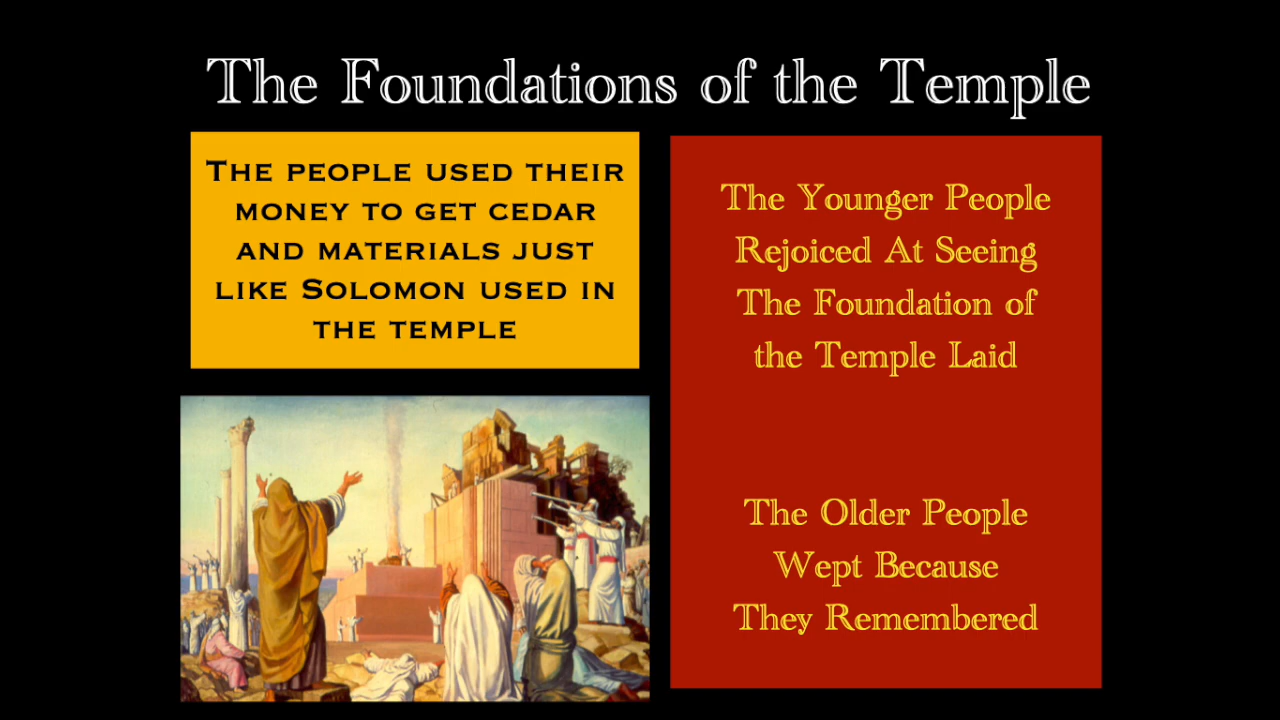 The Foundations of the Temple
The people used their
money to get cedar
and materials just
like Solomon used in
the temple
The Younger People
Rejoiced At Seeing
The Foundation of
the Temple Laid
The Older People
Wept Because
They Remembered